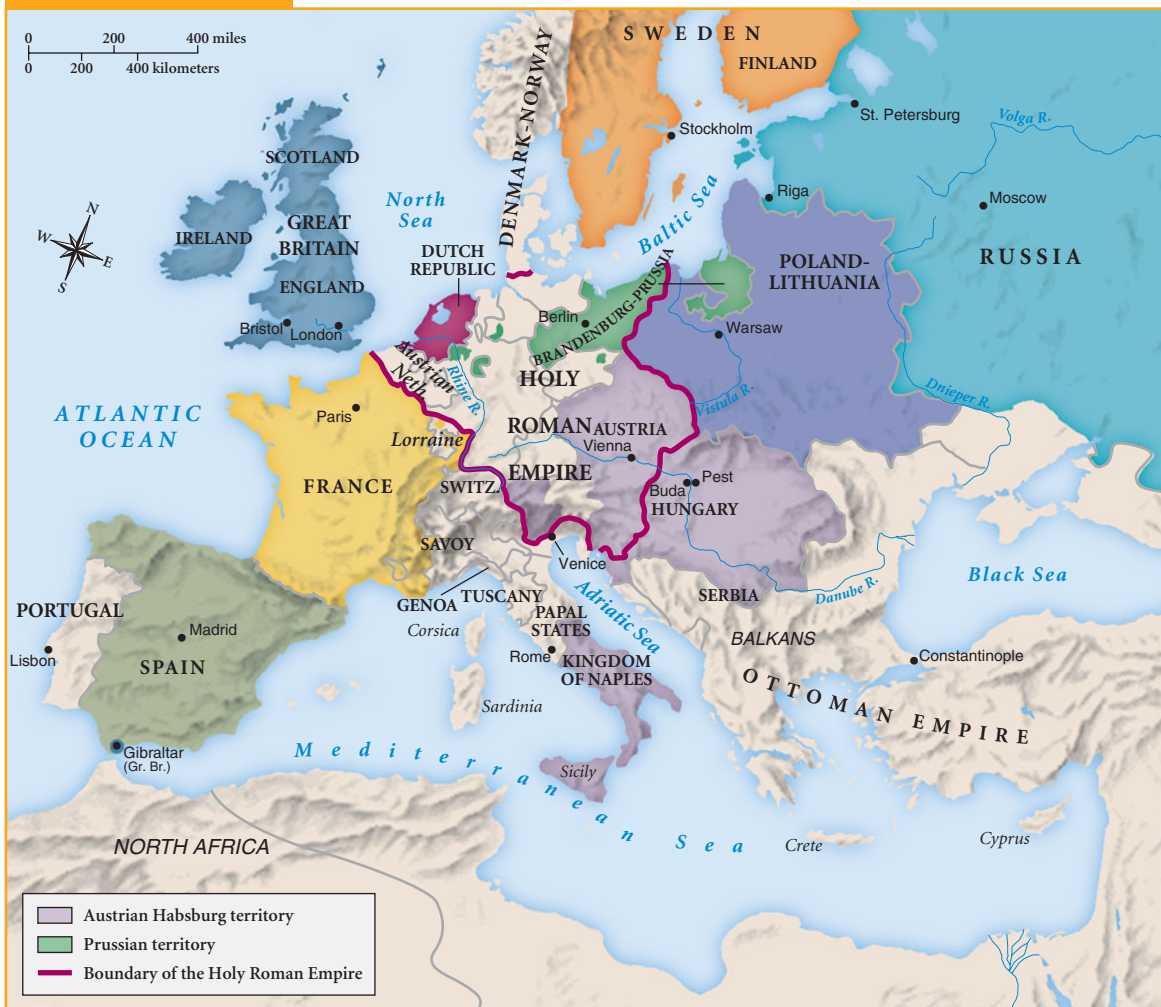 0 200 400 miles
0 200 400 kilometers
SWEDEN
FINLAND
St. Petersburg
Volga R.
Stockholm
DENMARK-NORWAY
SCOTLAND
North
Sea
Baltic Sea
Riga
Moscow
N
W
E
S
IRELAND
GREAT
BRITAIN
DUTCH
REPUBLIC
POLAND-
LITHUANIA
RUSSIA
ENGLAND
Bristol
London
Berlin
BRANDENBURG-PRUSSIA
Warsaw
Austrian
Neth.
Rhine R.
HOLY
ROMAN
EMPIRE
Vistula R.
Dnieper R.
ATLANTIC
OCEAN
Paris
Lorraine
AUSTRIA
Vienna
FRANCE
SWITZ.
Buda
Pest
HUNGARY
SAVOY
Venice
Black Sea
GENOA
TUSCANY
Adriatic Sea
SERBIA
Danube R.
PORTUGAL
Corsica
PAPAL
STATES
BALKANS
Madrid
Lisbon
SPAIN
Rome
KINGDOM
OF NAPLES
Constantinople
OTTOMAN EMPIRE
Sardinia
Gibraltar
(Gr. Br.)
Mediterranean Sea
Sicily
NORTH AFRICA
Crete
Cyprus
Austrian Habsburg territory
Prussian territory
Boundary of the Holy Roman Empire